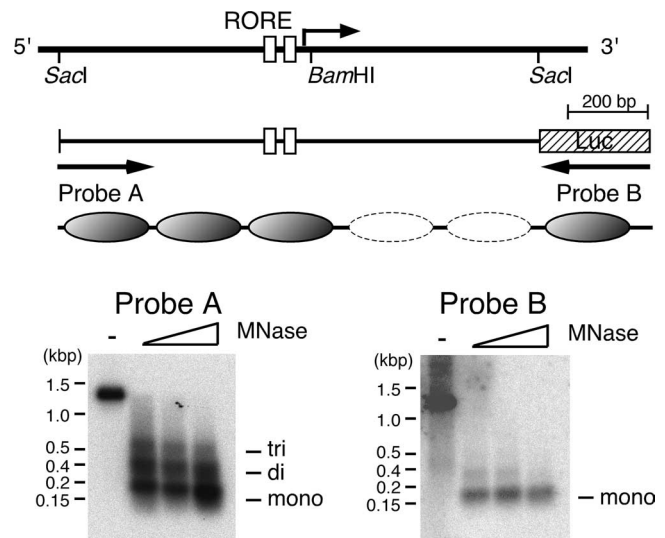 RORE
5' 3'
SacI BamHI SacI
200 bp
Luc
Probe A Probe B
Probe A
- MNase
(kbp)
1.5
1.0
0.5
0.4
0.2
0.15
tri
di
mono
Probe B
- MNase
(kbp)
1.5
1.0
0.5
0.4
0.2
0.15
mono